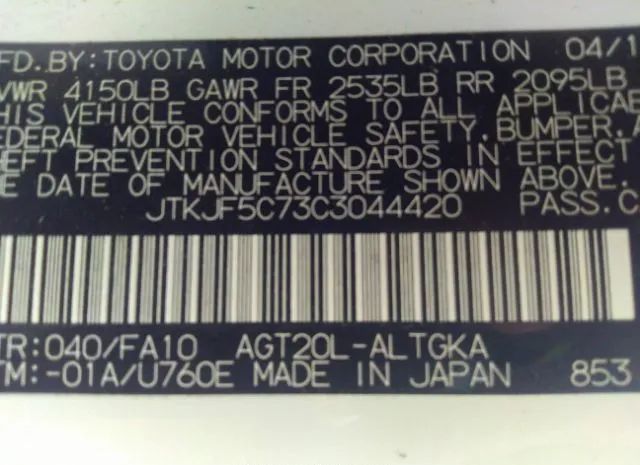 FD. BY: TOYOTA MOTOR CORPORATION 04/1
VWR 4150LB GAWR FR 2535LB RR 2095LB
HIS VEHICLE CONFORMS TO ALL APPLICA
EDERAL MOTOR VEHICLE SAFETY, BUMPER,
HEFT PREVENTION STANDARDS IN EFFECT
E DATE OF MANUFACTURE SHOWN ABOVE.
JTKJF5C73C3044420 PASS.C
TR: 040/FA10 AGT20L-ALTGKA
TM: -01A/U760E MADE IN JAPAN 853